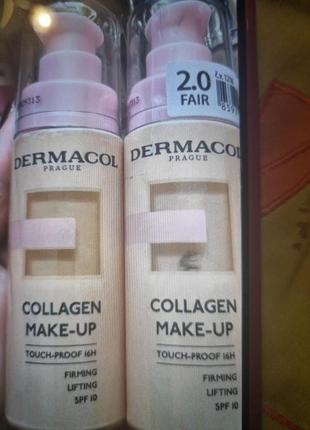 2.0
FAIR
DERMACOL
PRAGUE
COLLAGEN
MAKE-UP
TOUCH-PROOF 16H
FIRMING
LIFTING
SPF 10
DERMACOL
PRAGUE
COLLAGEN
MAKE-UP
TOUCH-PROOF 16H
FIRMING
LIFTING
SPF 10